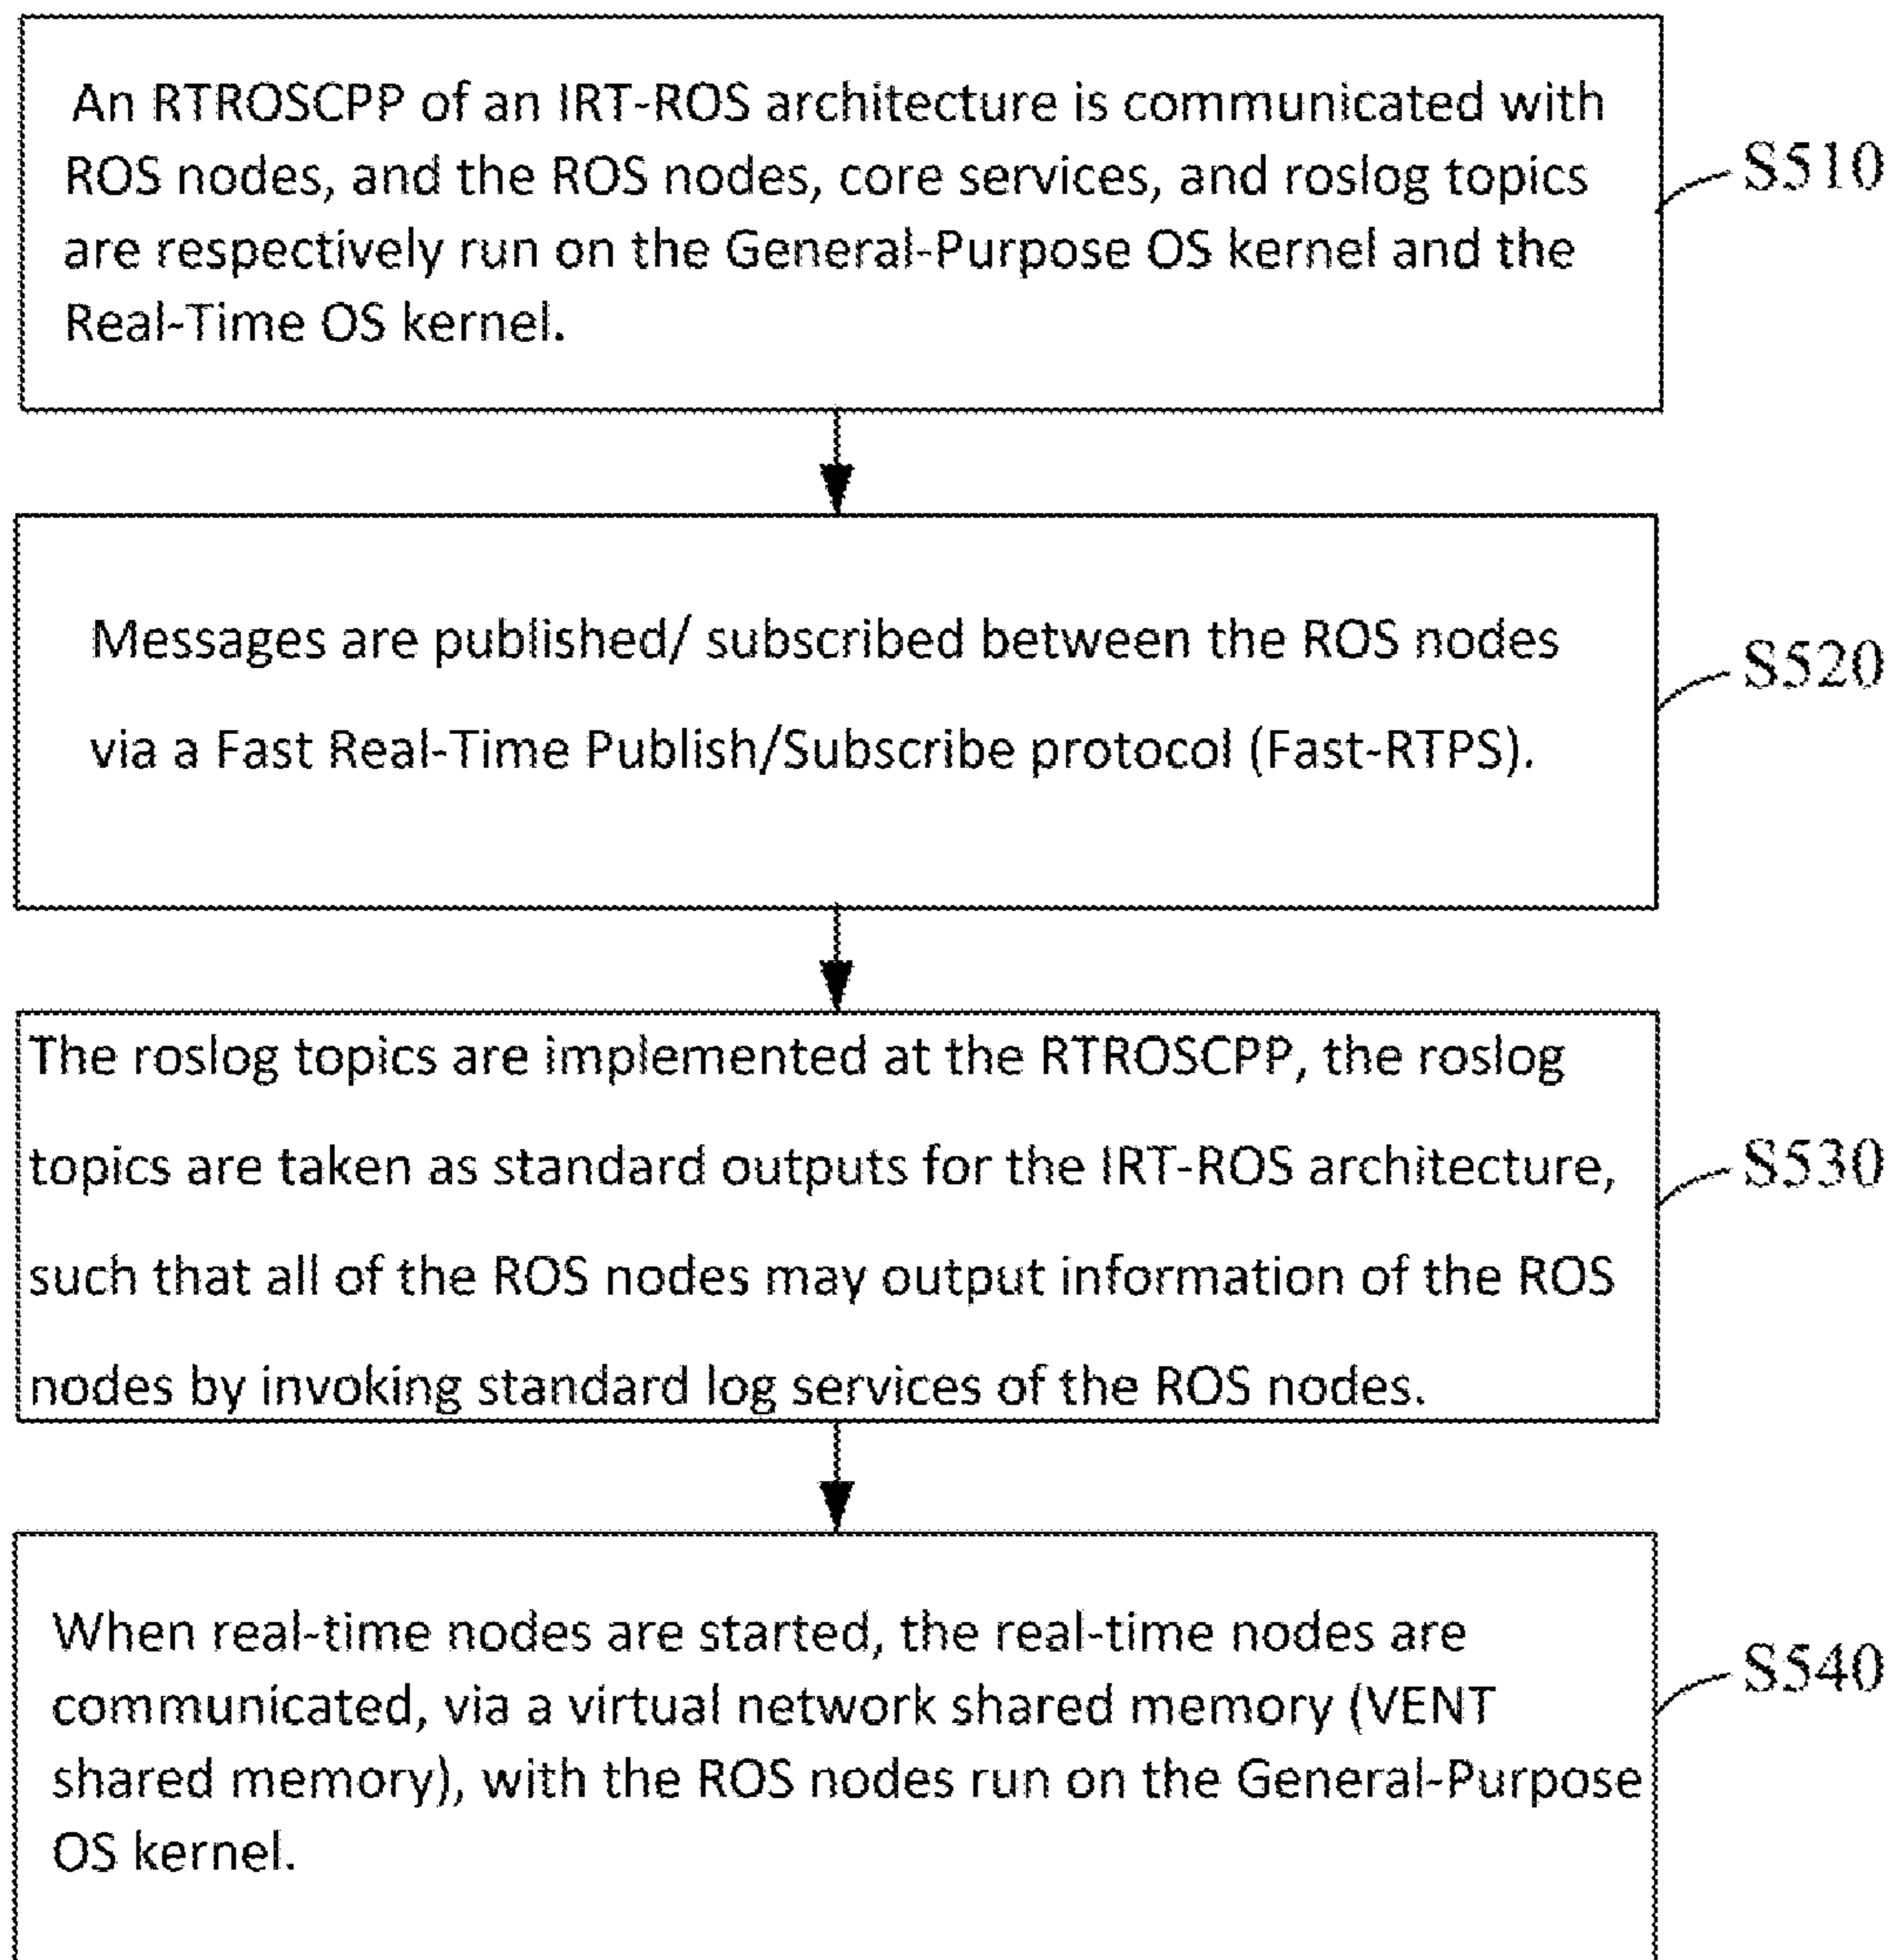 An RTROSCPP of an IRT-ROS architecture is communicated with
ROS nodes, and the ROS nodes, core services, and roslog topics
are respectively run on the General-Purpose OS kernel and the
Real-Time OS kernel.
S510
Messages are published/ subscribed between the ROS nodes
via a Fast Real-Time Publish/Subscribe protocol (Fast-RTPS).
S520
The roslog topics are implemented at the RTROSCPP, the roslog
topics are taken as standard outputs for the IRT-ROS architecture,
such that all of the ROS nodes may output information of the ROS
nodes by invoking standard log services of the ROS nodes.
S530
When real-time nodes are started, the real-time nodes are
communicated, via a virtual network shared memory (VENT
shared memory), with the ROS nodes run on the General-Purpose
OS kernel.
S540